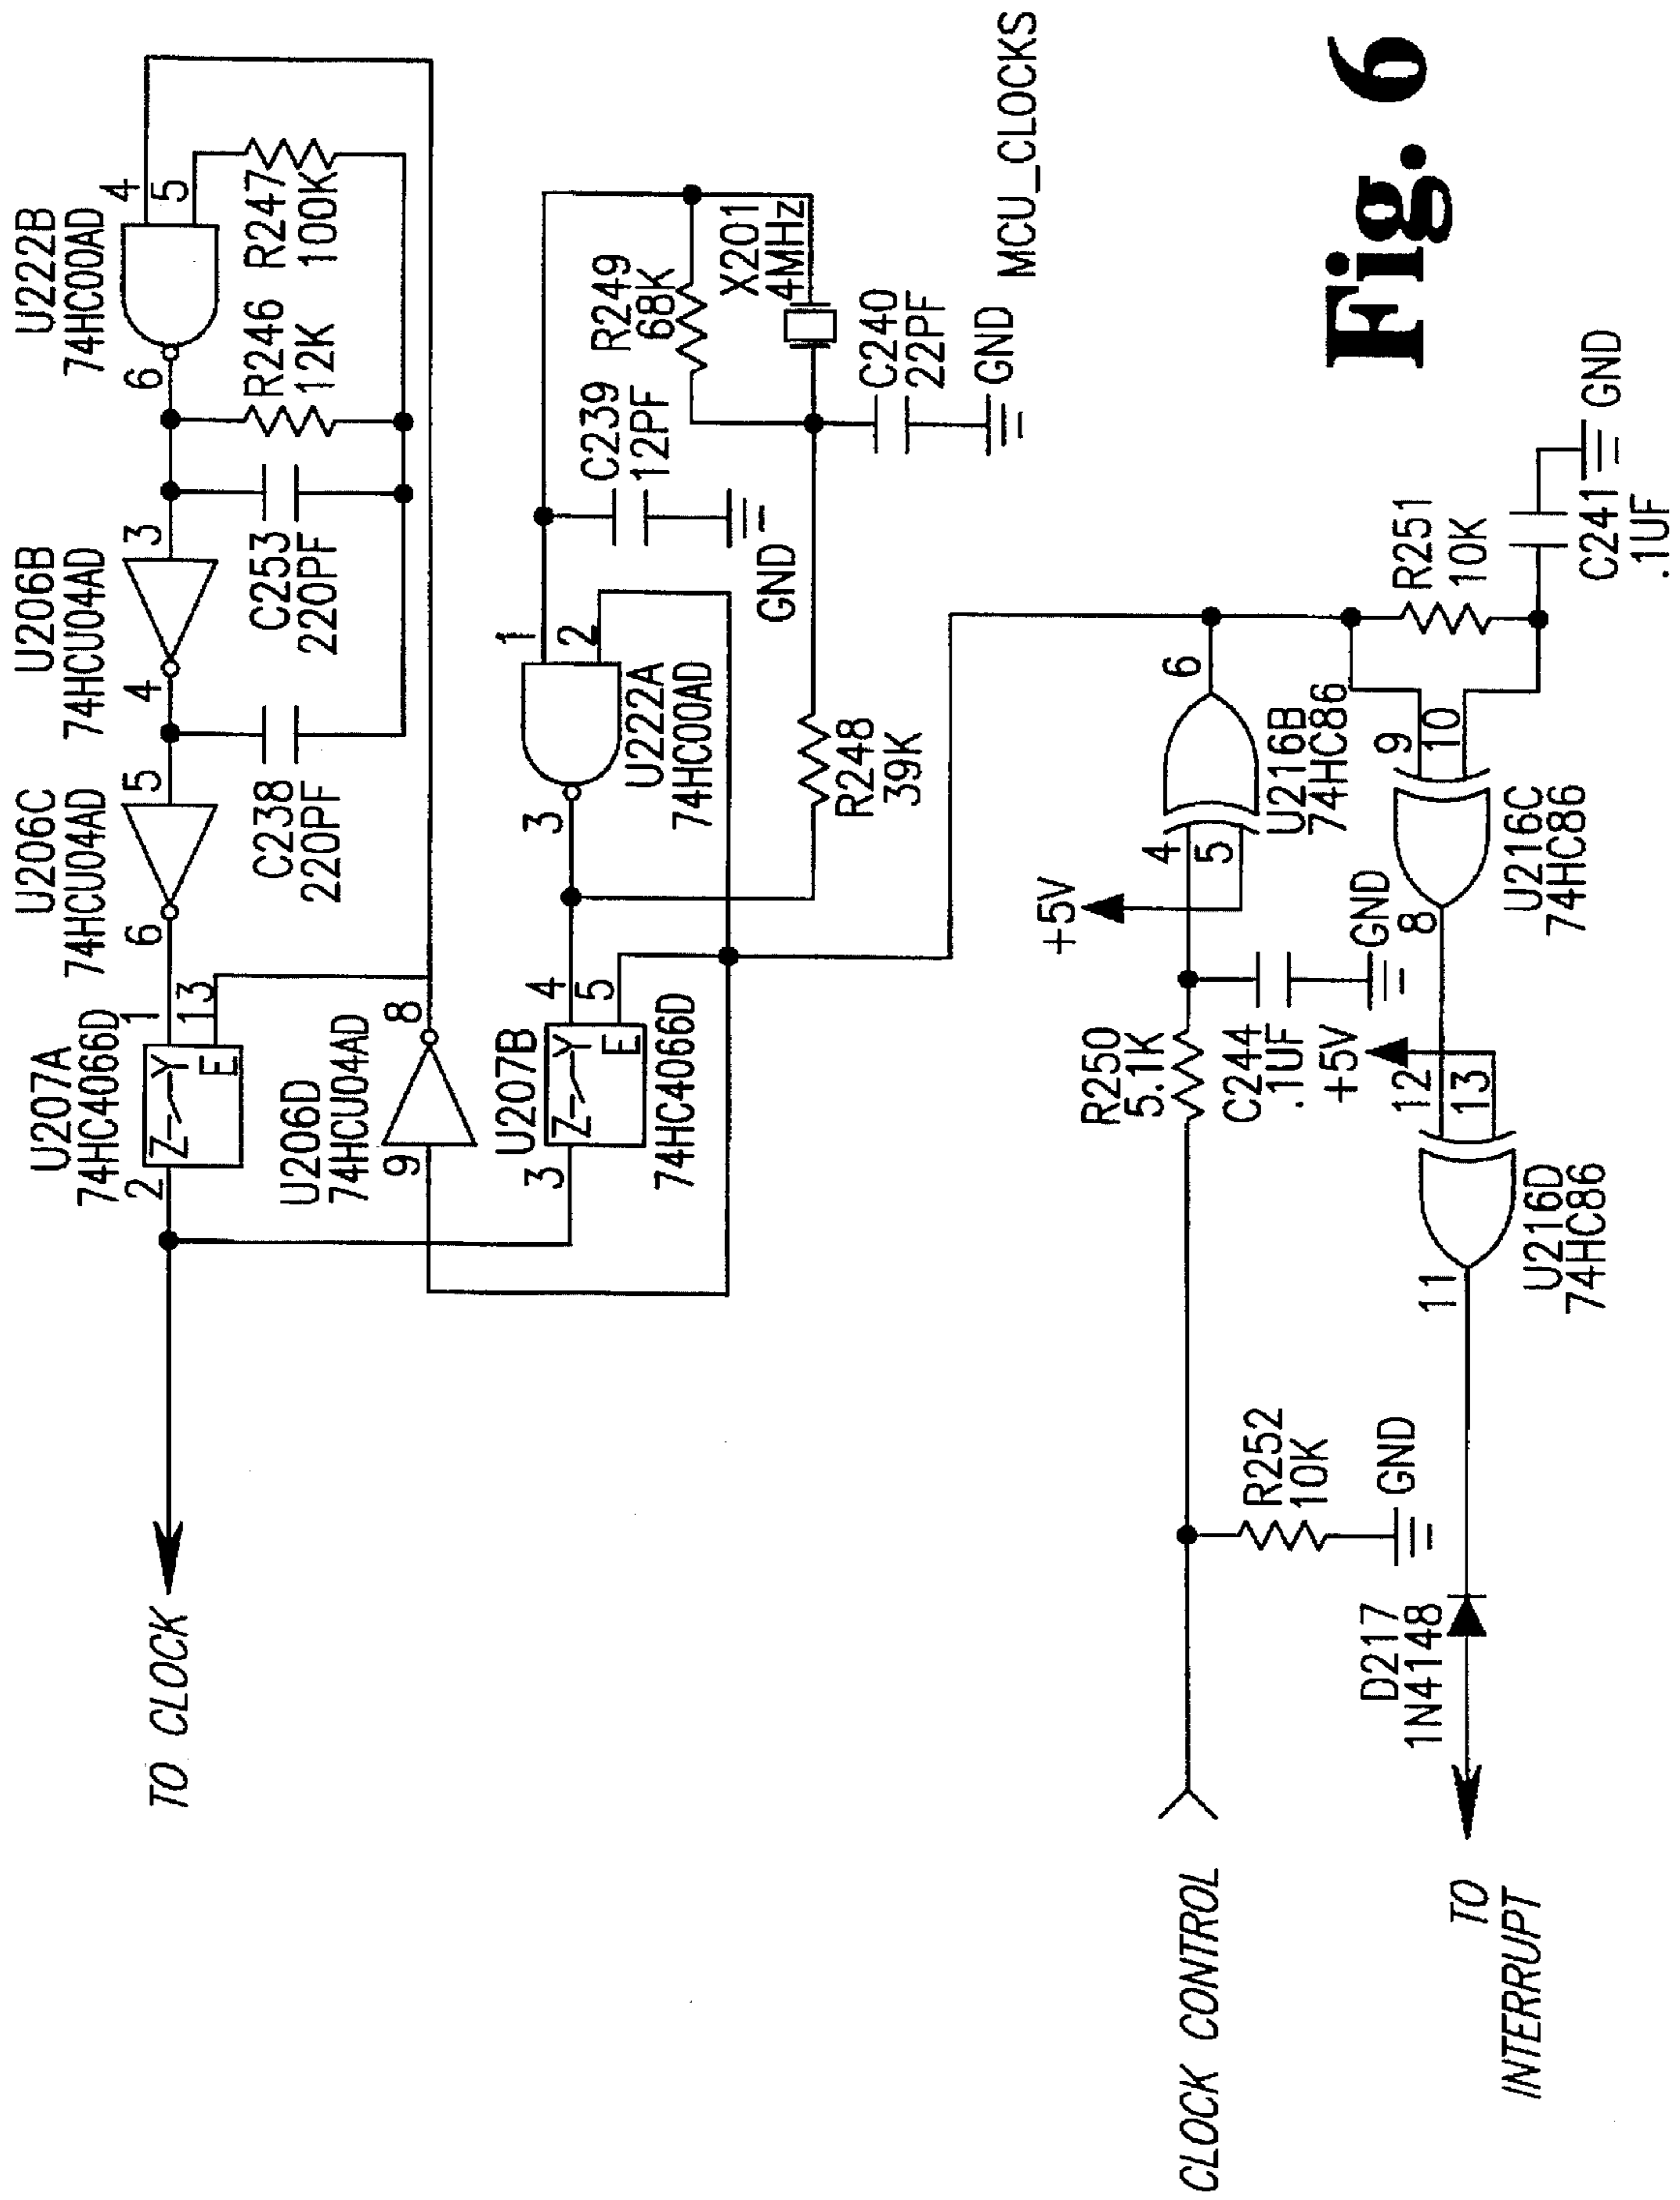 TO CLOCK
U207A
74HC4066D
2
1
13
Z
Y
E
U206C
74HCU04AD
6
5
U206B
74HCU04AD
4
3
U222B
74HC00AD
6
4
5
C238
220PF
C253
220PF
R246
12K
R247
100K
U206D
74HCU04AD
9
8
U207B
74HC4066D
3
4
5
Z
Y
E
U222A
74HC00AD
3
1
2
R248
39K
C239
12PF
GND
R249
68K
X201
4MHz
C240
22PF
GND
MCU_CLOCKS
CLOCK CONTROL
R252
10K
GND
R250
5.1K
C244
.1UF
GND
+5V
4
5
6
U216B
74HC86
R251
10K
C241
.1UF
GND
9
10
8
U216C
74HC86
+5V
12
13
11
U216D
74HC86
D217
1N4148
TO
INTERRUPT
Fig. 6